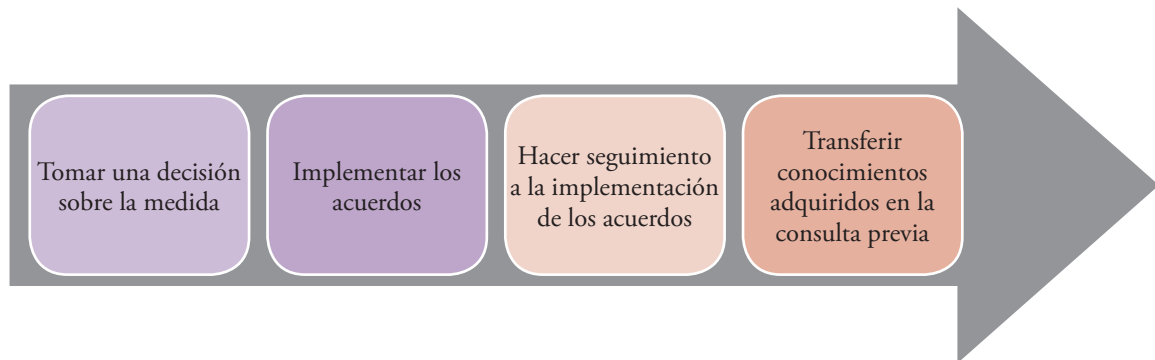 Tomar una decisión
sobre la medida
Implementar los
acuerdos
Hacer seguimiento
a la implementación
de los acuerdos
Transferir
conocimientos
adquiridos en la
consulta previa